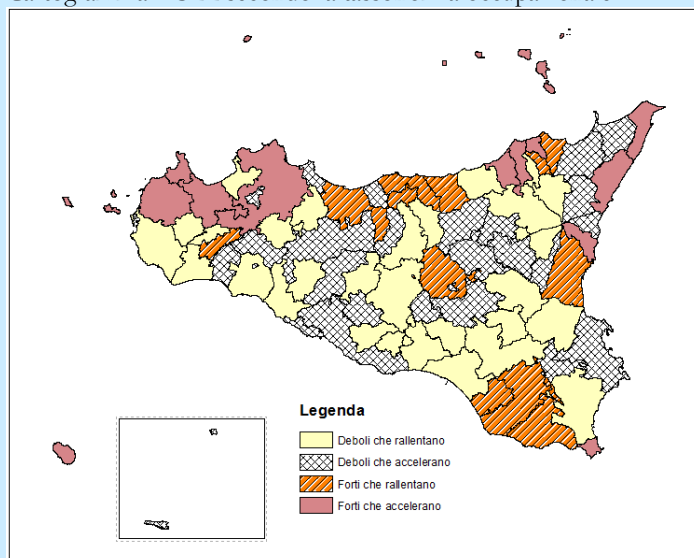 Legenda
Deboli che rallentano
Deboli che accelerano
Forti che rallentano
Forti che accelerano